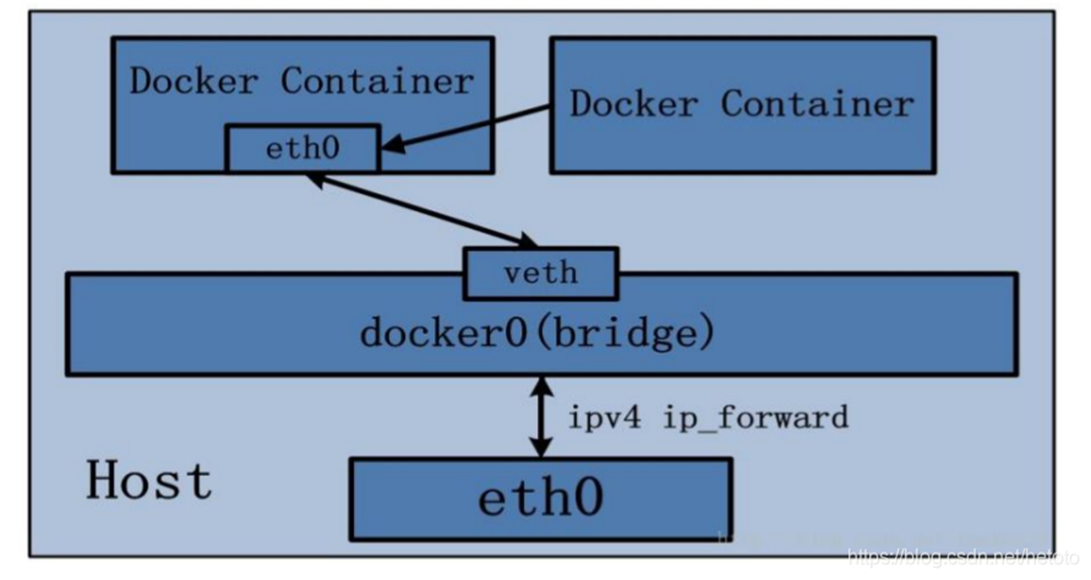 Docker Container
Docker Container
eth0
veth
docker0(bridge)
ipv4 ip_forward
Host
eth0
https://blog.csdn.net/hetoto